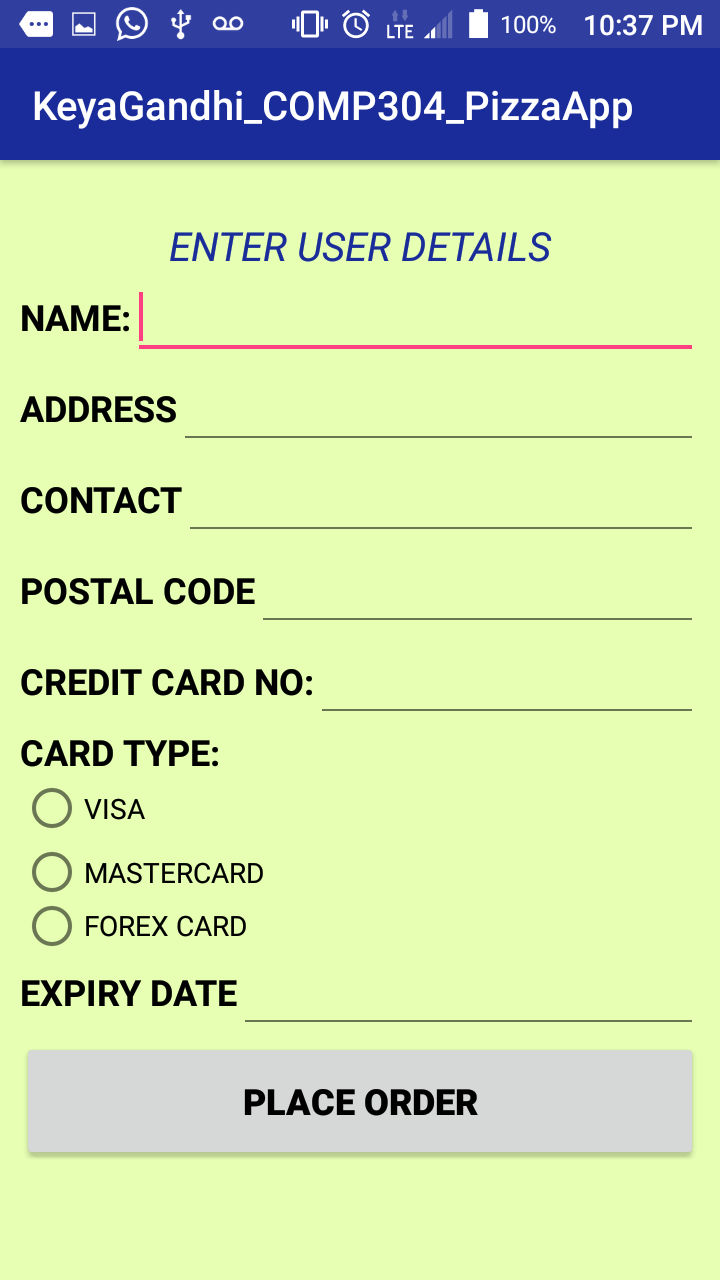 LTE 100% 10:37 PM
KeyaGandhi_COMP304_PizzaApp
ENTER USER DETAILS
NAME:
ADDRESS
CONTACT
POSTAL CODE
CREDIT CARD NO:
CARD TYPE:
VISA
MASTERCARD
FOREX CARD
EXPIRY DATE
PLACE ORDER